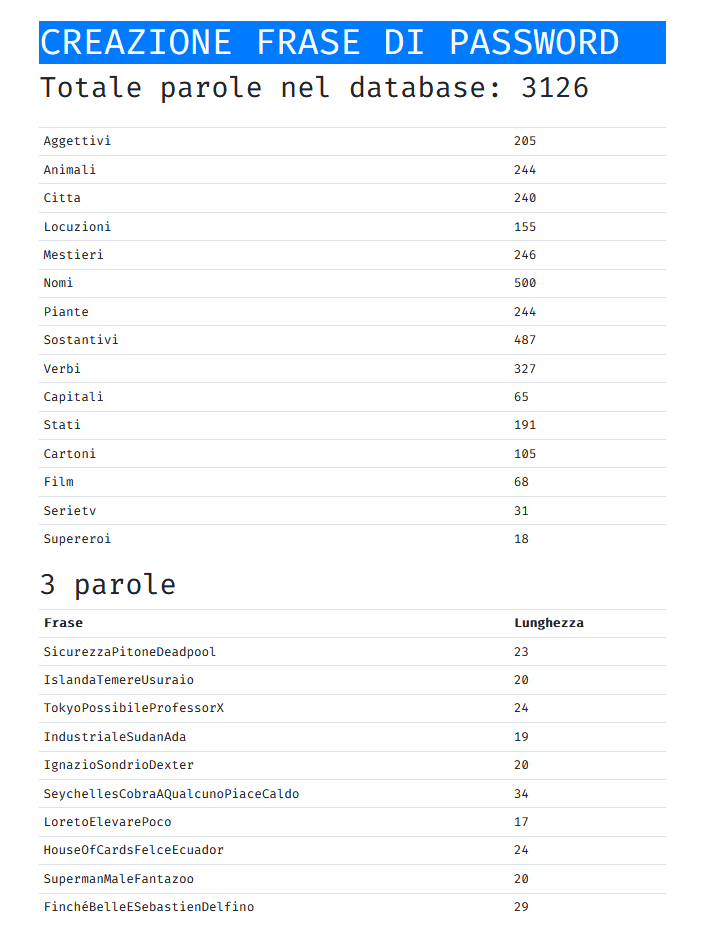 CREAZIONE FRASE DI PASSWORD
Totale parole nel database: 3126
Aggettivi 205
Animali 244
Citta 240
Locuzioni 155
Mestieri 246
Nomi 500
Piante 244
Sostantivi 487
Verbi 327
Capitali 65
Stati 191
Cartoni 105
Film 68
Serietv 31
Supereroi 18
3 parole
Frase Lunghezza
SicurezzaPitoneDeadpool 23
IslandaTemereUsuraio 20
TokyoPossibileProfessorX 24
IndustrialeSudanAda 19
IgnazioSondrioDexter 20
SeychellesCobraAQualcunoPiaceCaldo 34
LoretoElevarePoco 17
HouseOfCardsFelceEcuador 24
SupermanMaleFantazoo 20
FinchéBelleESebastienDelfino 29